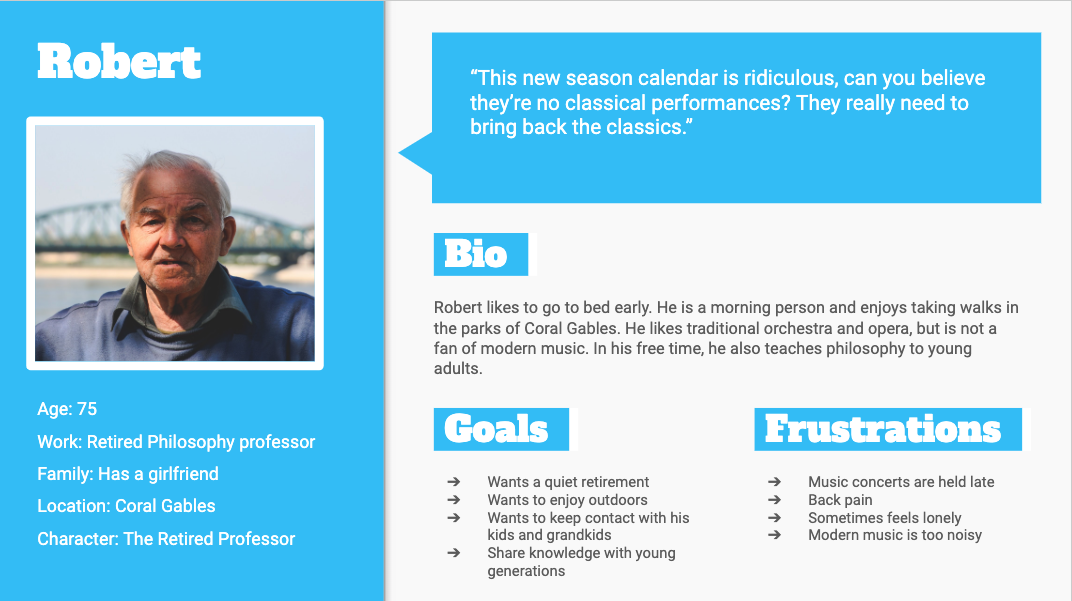 Robert
“This new season calendar is ridiculous, can you believe
they’re no classical performances? They really need to
bring back the classics.”
Bio
Robert likes to go to bed early. He is a morning person and enjoys taking walks in
the parks of Coral Gables. He likes traditional orchestra and opera, but is not a
fan of modern music. In his free time, he also teaches philosophy to young
adults.
Age: 75
Work: Retired Philosophy professor
Family: Has a girlfriend
Location: Coral Gables
Character: The Retired Professor
Goals
➔ Wants a quiet retirement
➔ Wants to enjoy outdoors
➔ Wants to keep contact with his
kids and grandkids
➔ Share knowledge with young
generations
Frustrations
➔ Music concerts are held late
➔ Back pain
➔ Sometimes feels lonely
➔ Modern music is too noisy